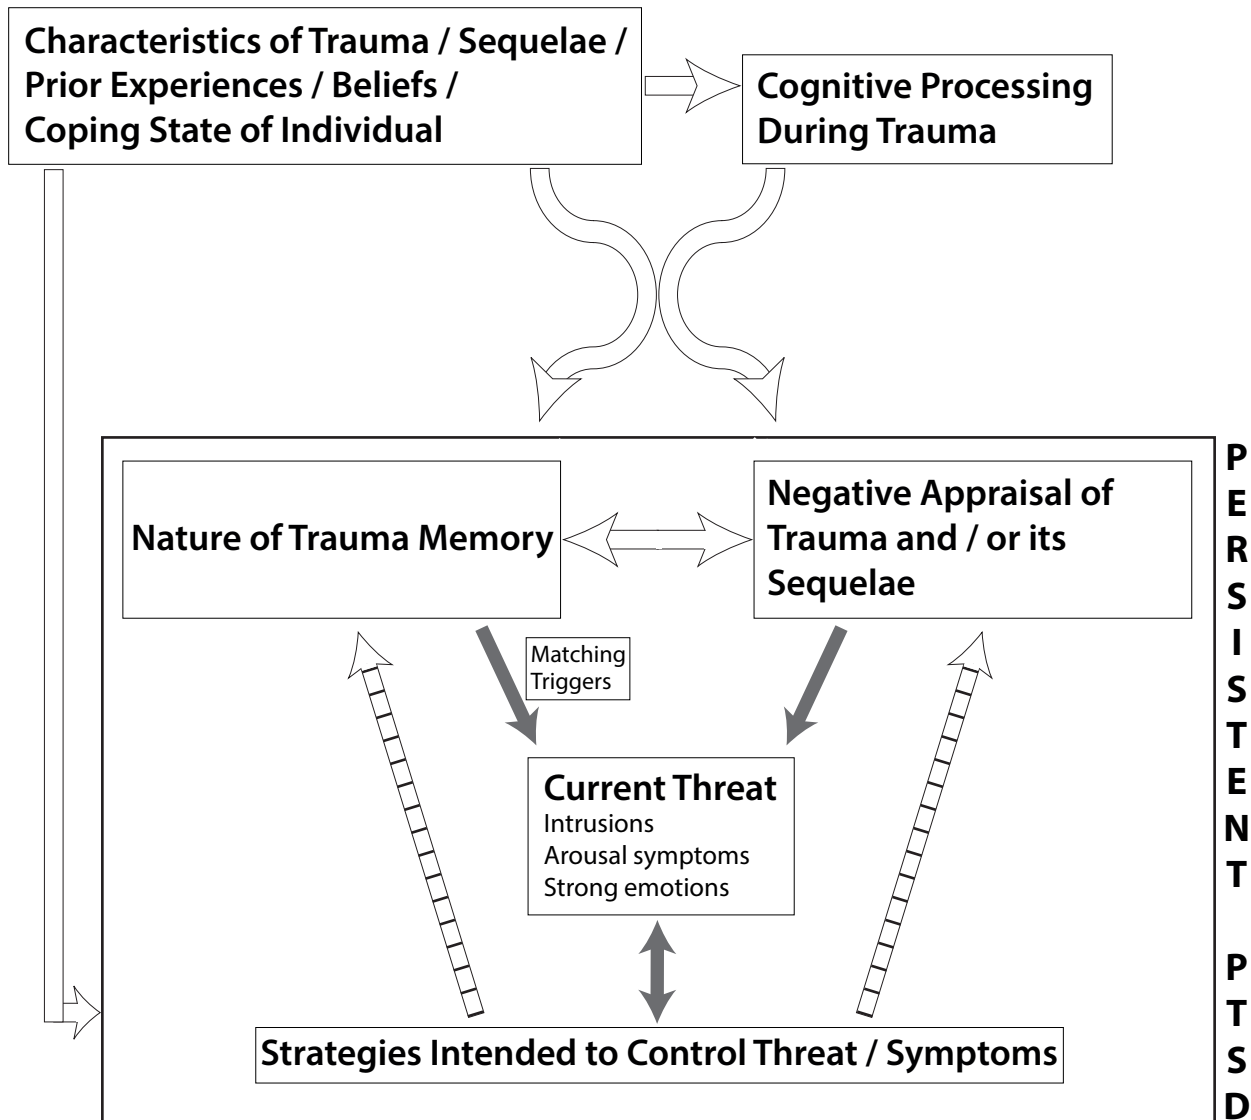 Characteristics of Trauma / Sequelae /
Prior Experiences / Beliefs /
Coping State of Individual
Cognitive Processing
During Trauma
Nature of Trauma Memory
Negative Appraisal of
Trauma and / or its
Sequelae
Matching
Triggers
Current Threat
Intrusions
Arousal symptoms
Strong emotions
Strategies Intended to Control Threat / Symptoms
PERSISTENT PTSD